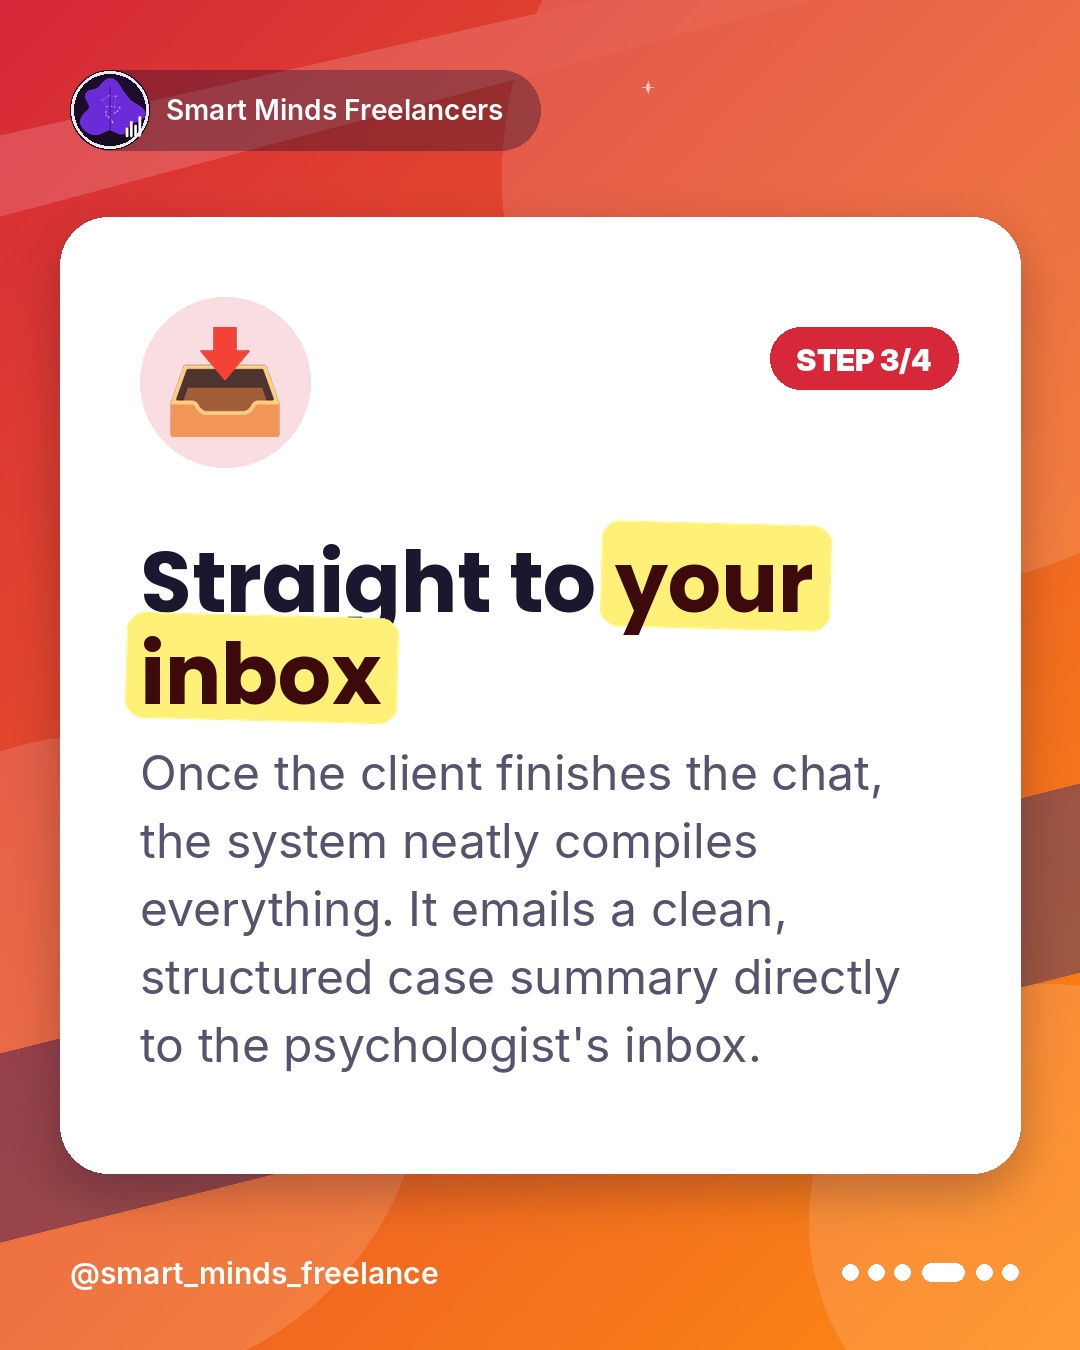 Smart Minds Freelancers
STEP 3/4
Straight to your
inbox
Once the client finishes the chat,
the system neatly compiles
everything. It emails a clean,
structured case summary directly
to the psychologist's inbox.
@smart_minds_freelance